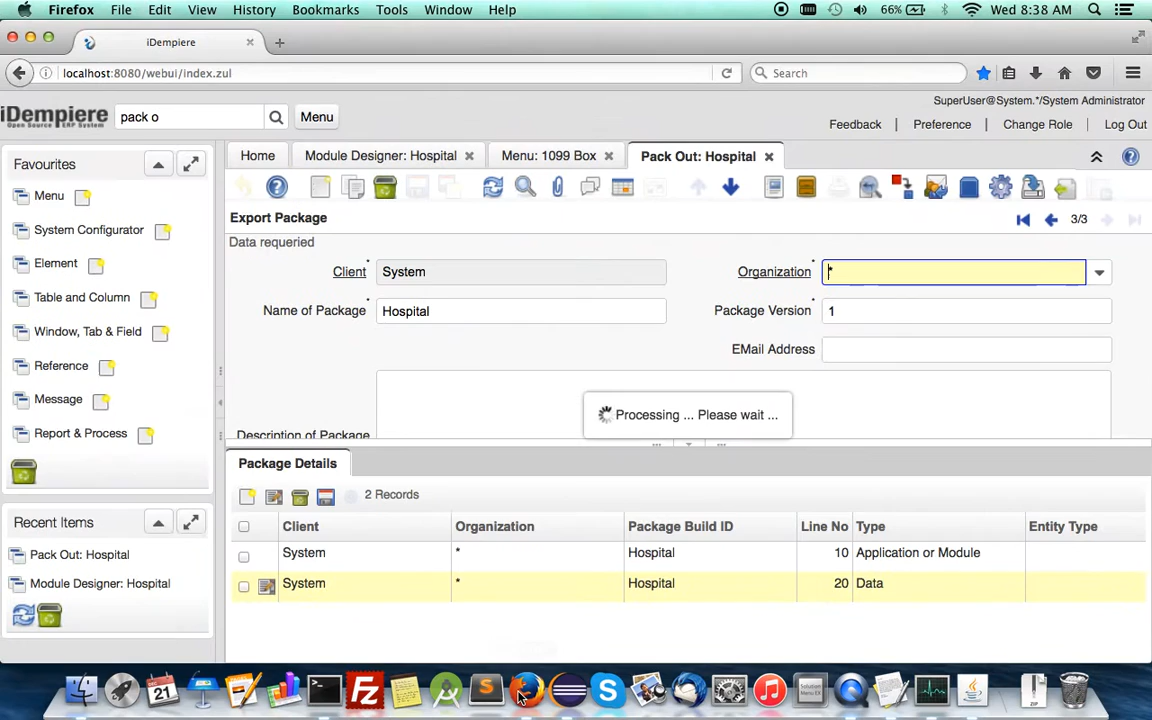 Firefox File Edit View History Bookmarks Tools Window Help 66% Wed 8:38 AM
iDempiere
localhost:8080/webui/index.zul Search
SuperUser@System.*/System Administrator
iDempiere pack o Menu
Open Source ERP System
Feedback | Preference | Change Role | Log Out
Favourites
Menu
System Configurator
Element
Table and Column
Window, Tab & Field
Reference
Message
Report & Process
Recent Items
Pack Out: Hospital
Module Designer: Hospital
Home Module Designer: Hospital Menu: 1099 Box Pack Out: Hospital
Export Package 3/3
Data requeried
Client* System Organization* *
Name of Package* Hospital Package Version* 1
EMail Address
Description of Package
Processing ... Please wait ...
Package Details
2 Records
Client Organization Package Build ID Line No Type Entity Type
System * Hospital 10 Application or Module
System * Hospital 20 Data